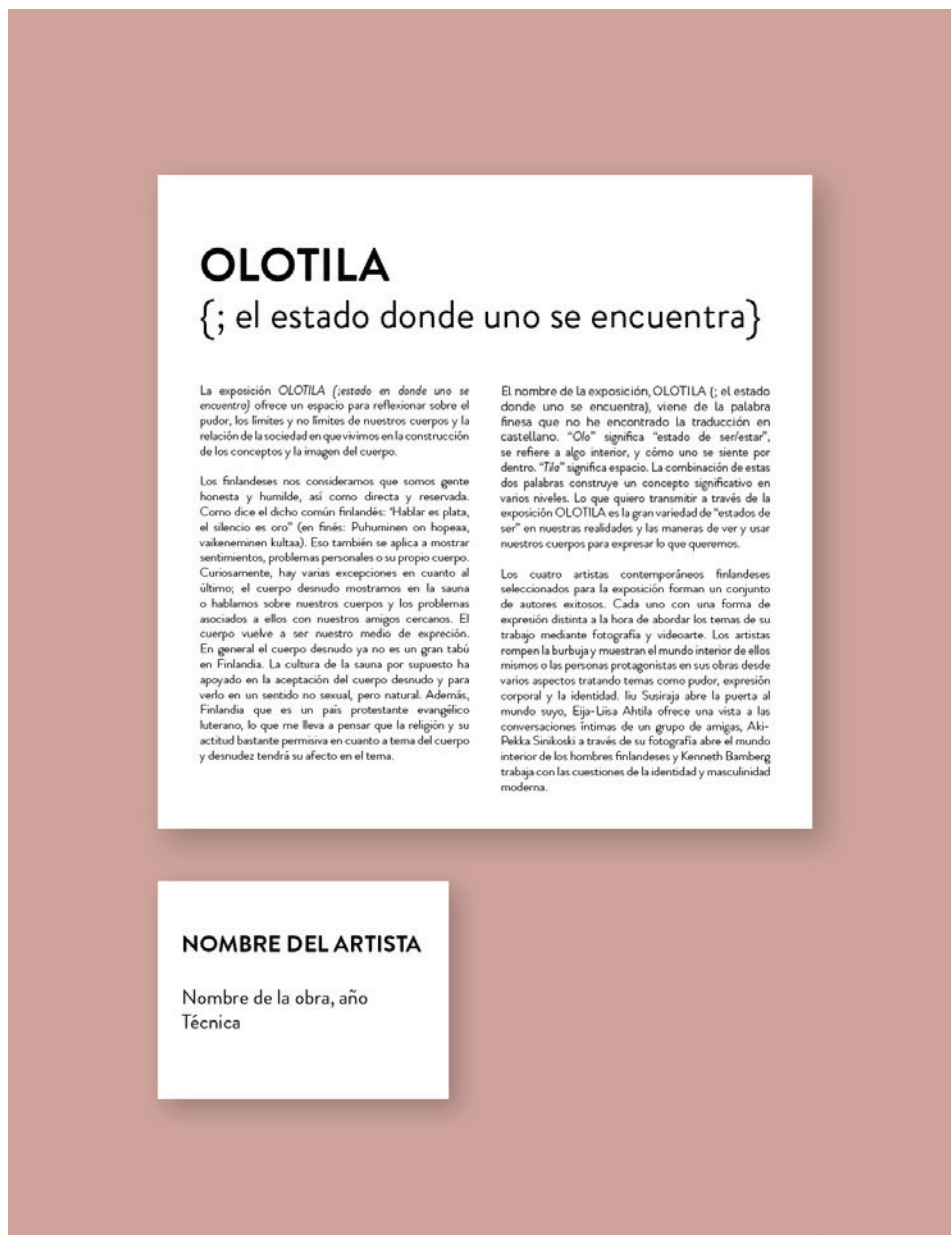 OLOTILA
{; el estado donde uno se encuentra}
La exposición OLOTILA {;estado en donde uno se
encuentra} ofrece un espacio para reflexionar sobre el
pudor, los límites y no límites de nuestros cuerpos y la
relación de la sociedad en que vivimos en la construcción
de los conceptos y la imagen del cuerpo.
Los finlandeses nos consideramos que somos gente
honesta y humilde, así como directa y reservada.
Como dice el dicho común finlandés: “Hablar es plata,
el silencio es oro” (en finés: Puhuminen on hopeaa,
vaikeneminen kultaa). Eso también se aplica a mostrar
sentimientos, problemas personales o su propio cuerpo.
Curiosamente, hay varias excepciones en cuanto al
último; el cuerpo desnudo mostramos en la sauna
o hablamos sobre nuestros cuerpos y los problemas
asociados a ellos con nuestros amigos cercanos. El
cuerpo vuelve a ser nuestro medio de expreción.
En general el cuerpo desnudo ya no es un gran tabú
en Finlandia. La cultura de la sauna por supuesto ha
apoyado en la aceptación del cuerpo desnudo y para
verlo en un sentido no sexual, pero natural. Además,
Finlandia que es un país protestante evangélico
luterano, lo que me lleva a pensar que la religión y su
actitud bastante permisiva en cuanto a tema del cuerpo
y desnudez tendrá su afecto en el tema.
El nombre de la exposición, OLOTILA {; el estado
donde uno se encuentra}, viene de la palabra
finesa que no he encontrado la traducción en
castellano. “Olo” significa “estado de ser/estar”,
se refiere a algo interior, y cómo uno se siente por
dentro. “Tila” significa espacio. La combinación de estas
dos palabras construye un concepto significativo en
varios niveles. Lo que quiero transmitir a través de la
exposición OLOTILA es la gran variedad de “estados de
ser” en nuestras realidades y las maneras de ver y usar
nuestros cuerpos para expresar lo que queremos.
Los cuatro artistas contemporáneos finlandeses
seleccionados para la exposición forman un conjunto
de autores exitosos. Cada uno con una forma de
expresión distinta a la hora de abordar los temas de su
trabajo mediante fotografía y videoarte. Los artistas
rompen la burbuja y muestran el mundo interior de ellos
mismos o las personas protagonistas en sus obras desde
varios aspectos tratando temas como pudor, expresión
corporal y la identidad. Iiu Susiraja abre la puerta al
mundo suyo, Eija-Liisa Ahtila ofrece una vista a las
conversaciones íntimas de un grupo de amigas, Aki-
Pekka Sinikoski a través de su fotografía abre el mundo
interior de los hombres finlandeses y Kenneth Bamberg
trabaja con las cuestiones de la identidad y masculinidad
moderna.
NOMBRE DEL ARTISTA
Nombre de la obra, año
Técnica